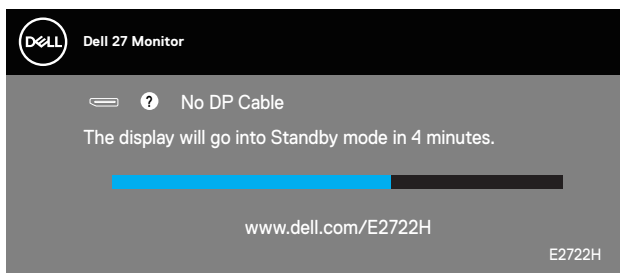 DELL
Dell 27 Monitor
? No DP Cable
The display will go into Standby mode in 4 minutes.
www.dell.com/E2722H
E2722H